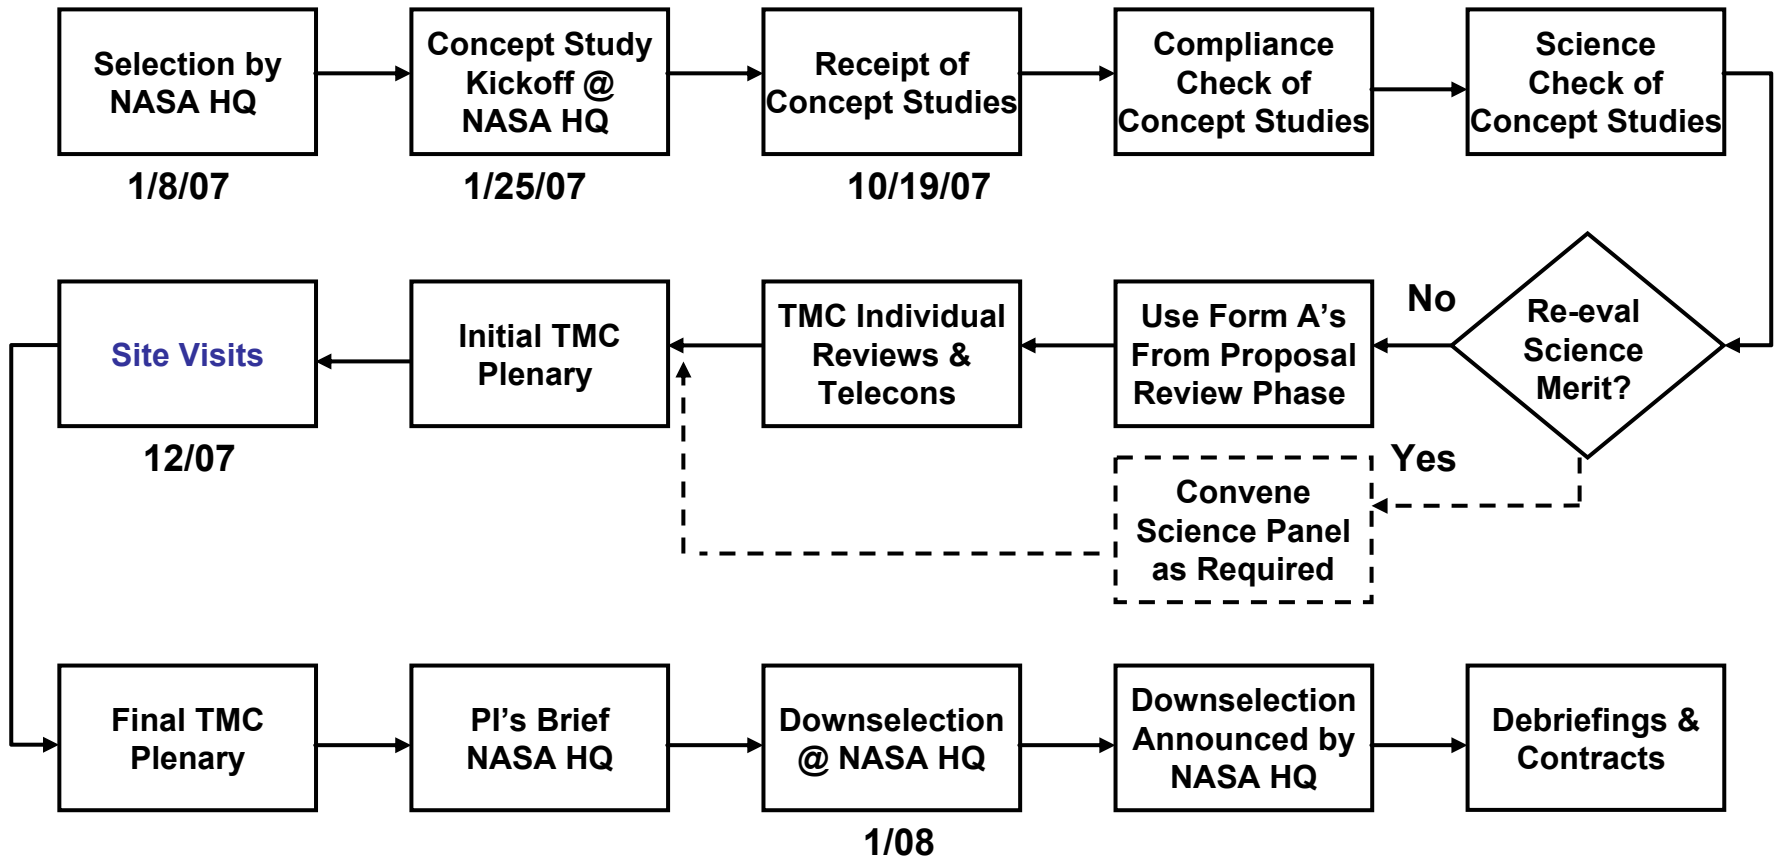 Selection by
NASA HQ
1/8/07
Concept Study
Kickoff @
NASA HQ
1/25/07
Receipt of
Concept Studies
10/19/07
Compliance
Check of
Concept Studies
Science
Check of
Concept Studies
Re-eval
Science
Merit?
No
Yes
Use Form A's
From Proposal
Review Phase
Convene
Science Panel
as Required
TMC Individual
Reviews &
Telecons
Initial TMC
Plenary
Site Visits
12/07
Final TMC
Plenary
PI's Brief
NASA HQ
Downselection
@ NASA HQ
1/08
Downselection
Announced by
NASA HQ
Debriefings &
Contracts